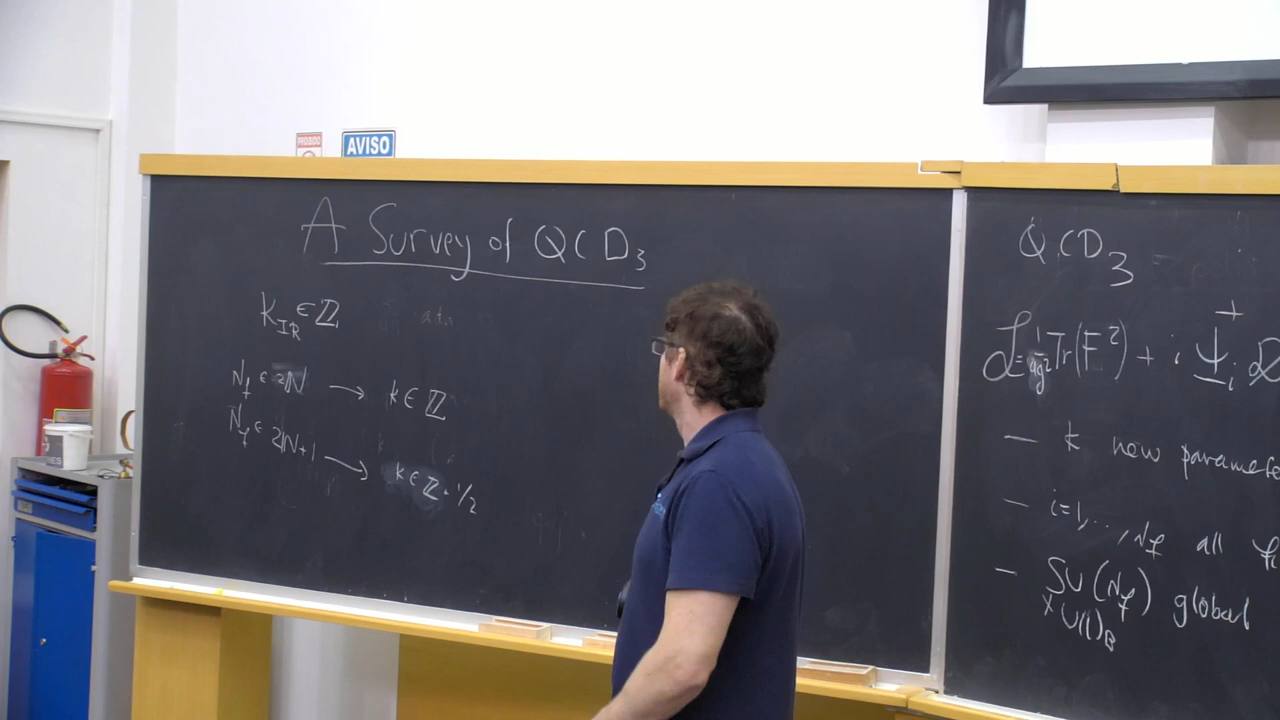 AVISO
A Survey of QCD₃
k_IR ∈ ℤ
N_f ∈ 2ℕ → k ∈ ℤ
N_f ∈ 2ℕ+1 → k ∈ ℤ + 1/2
QCD₃
ℒ = 1/4g² Tr(F²) + i Ψ†_i D
— k new paramete
— i=1,..,N_f all
— SU(N_f) global
× U(1)_B